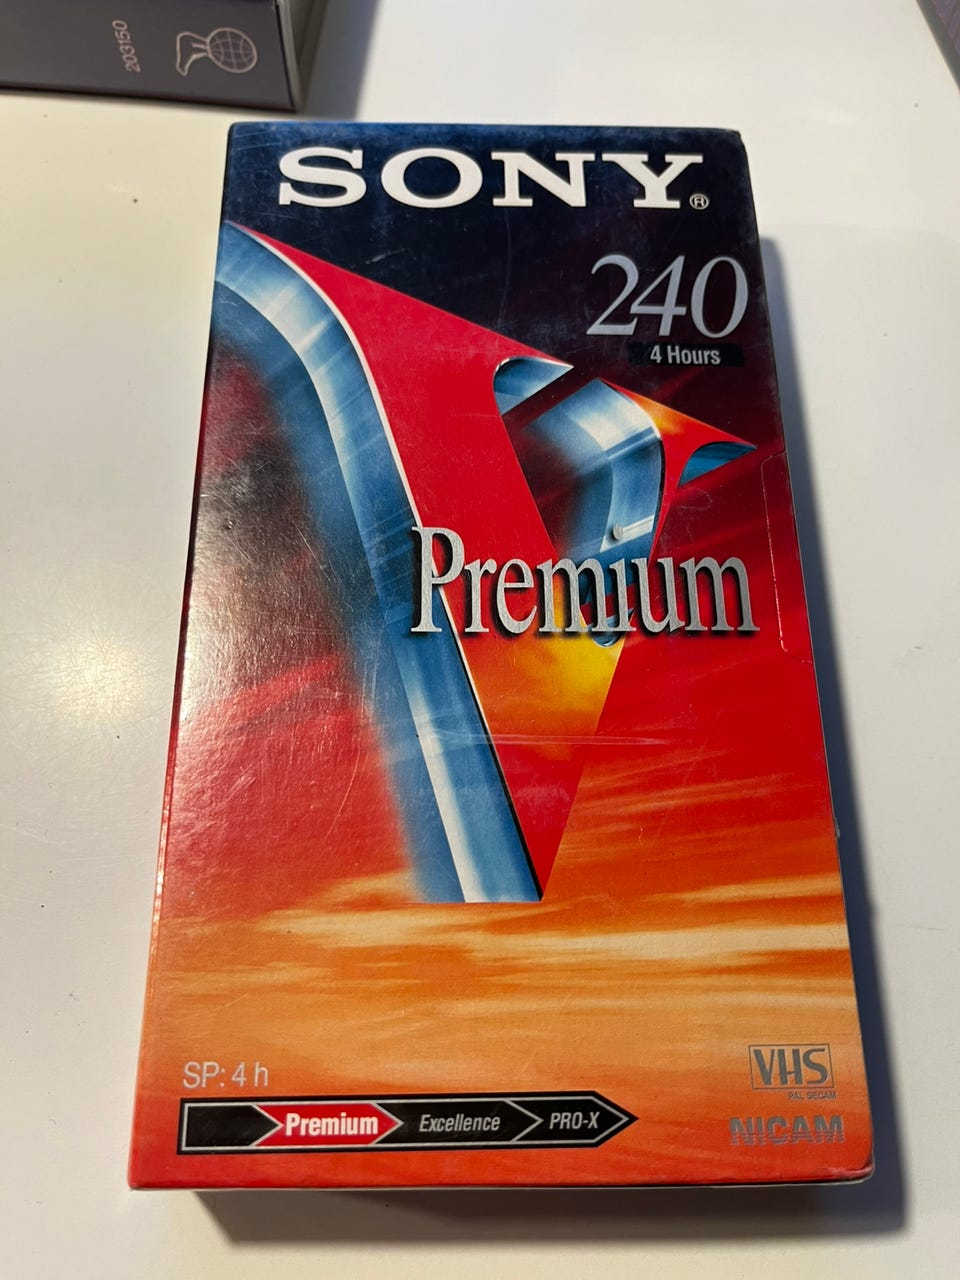 203150
SONY®
240
4 Hours
Premium
SP: 4 h
Premium Excellence PRO-X
VHS
PAL SECAM
NICAM